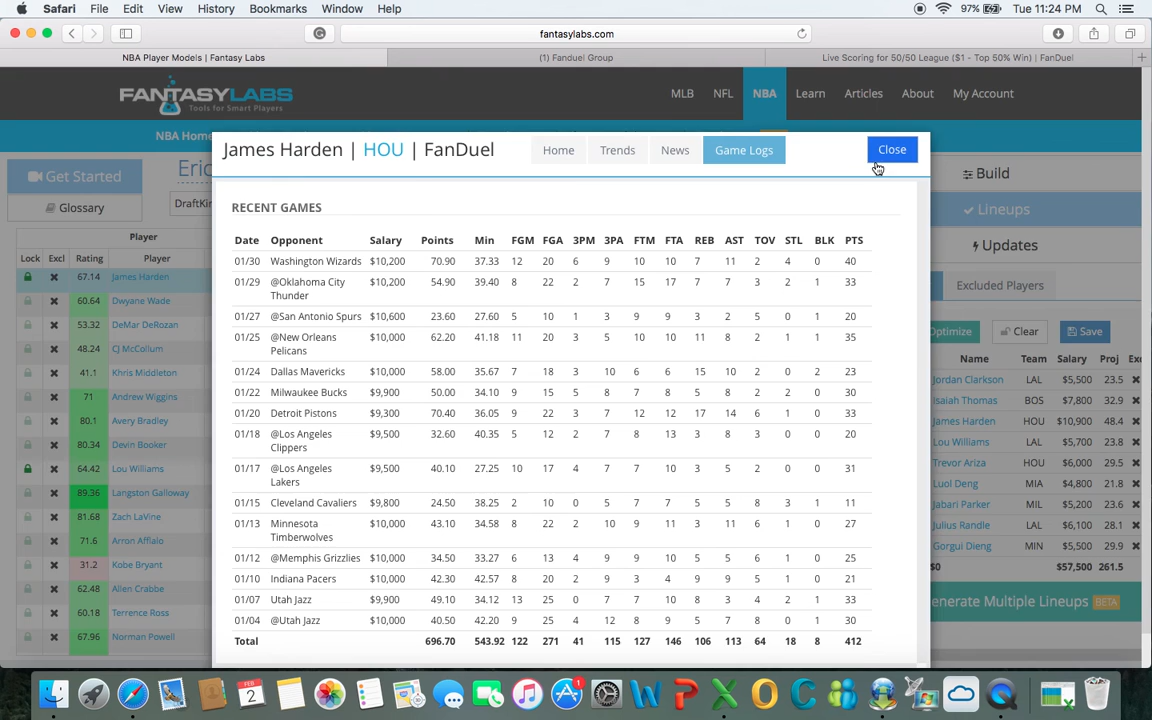 Safari File Edit View History Bookmarks Window Help 97% Tue 11:24 PM
fantasylabs.com
NBA Player Models | Fantasy Labs (1) Fanduel Group Live Scoring for 50/50 League ($1 - Top 50% Win) | FanDuel
FANTASYLABS
Tools for Smart Players
MLB NFL NBA Learn Articles About My Account
NBA Home
James Harden | HOU | FanDuel Home Trends News Game Logs Close
Get Started
Eric
Build
Glossary
DraftKin
Lineups
Updates
Excluded Players
Optimize Clear Save
Player
Lock Excl Rating Player
67.14 James Harden
60.64 Dwyane Wade
53.32 DeMar DeRozan
48.24 CJ McCollum
41.1 Khris Middleton
71 Andrew Wiggins
80.1 Avery Bradley
80.34 Devin Booker
64.42 Lou Williams
89.36 Langston Galloway
81.68 Zach LaVine
71.6 Arron Afflalo
31.2 Kobe Bryant
62.48 Allen Crabbe
60.18 Terrence Ross
67.96 Norman Powell
RECENT GAMES
Date Opponent Salary Points Min FGM FGA 3PM 3PA FTM FTA REB AST TOV STL BLK PTS
01/30 Washington Wizards $10,200 70.90 37.33 12 20 6 9 10 10 7 11 2 4 0 40
01/29 @Oklahoma City $10,200 54.90 39.40 8 22 2 7 15 17 7 7 3 2 1 33
Thunder
01/27 @San Antonio Spurs $10,600 23.60 27.60 5 10 1 3 9 9 3 2 5 0 1 20
01/25 @New Orleans $10,000 62.20 41.18 11 20 3 5 10 10 11 8 2 1 1 35
Pelicans
01/24 Dallas Mavericks $10,000 58.00 35.67 7 18 3 10 6 6 15 10 2 0 2 23
01/22 Milwaukee Bucks $9,900 50.00 34.10 9 15 5 8 7 8 5 8 2 2 0 30
01/20 Detroit Pistons $9,300 70.40 36.05 9 22 3 7 12 12 17 14 6 1 0 33
01/18 @Los Angeles $9,500 32.60 40.35 5 12 2 7 8 13 3 8 3 0 0 20
Clippers
01/17 @Los Angeles $9,500 40.10 27.25 10 17 4 7 7 10 3 5 2 0 0 31
Lakers
01/15 Cleveland Cavaliers $9,800 24.50 38.25 2 10 0 5 7 7 5 5 8 3 1 11
01/13 Minnesota $10,000 43.10 34.58 8 22 2 10 9 11 3 11 6 1 0 27
Timberwolves
01/12 @Memphis Grizzlies $10,000 34.50 33.27 6 13 4 9 9 10 5 5 6 1 0 25
01/10 Indiana Pacers $10,000 42.30 42.57 8 20 2 9 3 4 9 9 5 1 0 21
01/07 Utah Jazz $9,900 49.10 34.12 13 25 0 7 7 10 8 3 4 2 1 33
01/04 @Utah Jazz $10,000 40.50 42.20 9 25 4 12 8 9 5 7 8 0 1 30
Total 696.70 543.92 122 271 41 115 127 146 106 113 64 18 8 412
Name Team Salary Proj Exc
Jordan Clarkson LAL $5,500 23.5
Isaiah Thomas BOS $7,800 32.9
James Harden HOU $10,900 48.4
Lou Williams LAL $5,700 23.8
Trevor Ariza HOU $6,000 29.5
Luol Deng MIA $4,800 21.8
Jabari Parker MIL $5,200 23.6
Julius Randle LAL $6,100 28.1
Gorgui Dieng MIN $5,500 29.9
$0 $57,500 261.5
enerate Multiple Lineups BETA
FEB
2
1